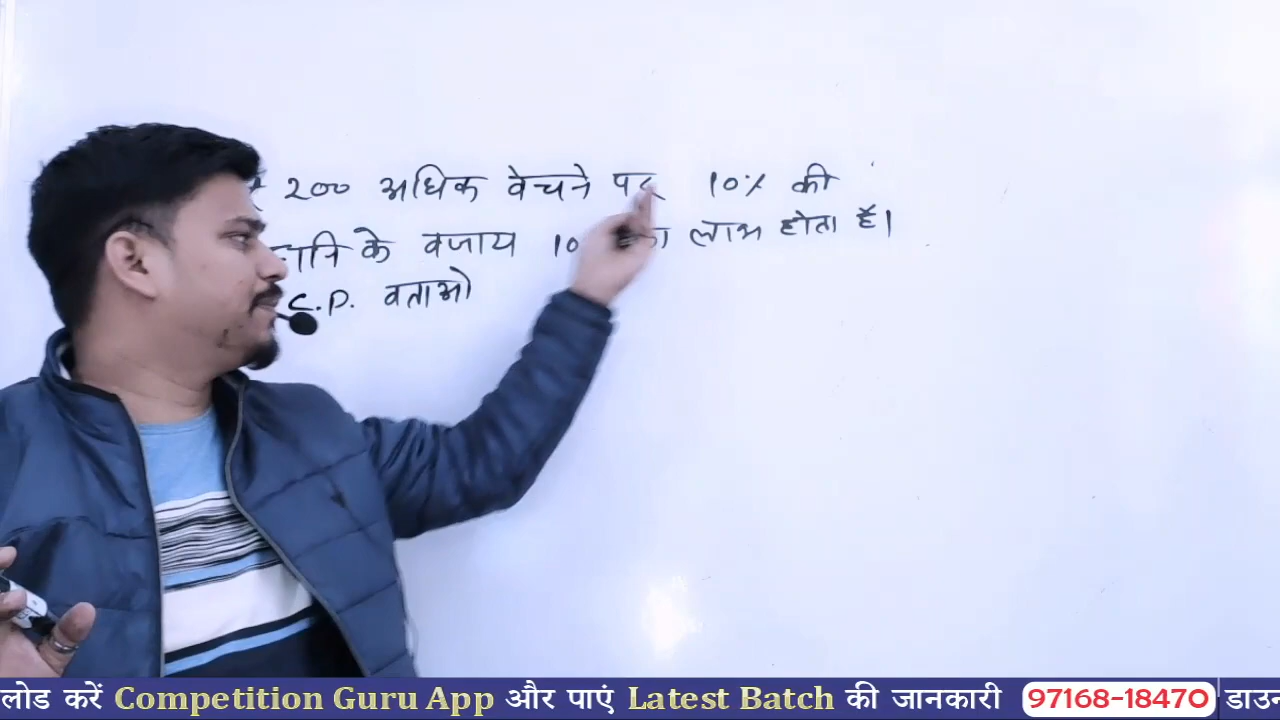 २०० अधिक बेचने पर 10% की
के बजाय 10 लाभ होता है।
C.P. बताओ
लोड करें Competition Guru App और पाएं Latest Batch की जानकारी 97168-18470 डाउन